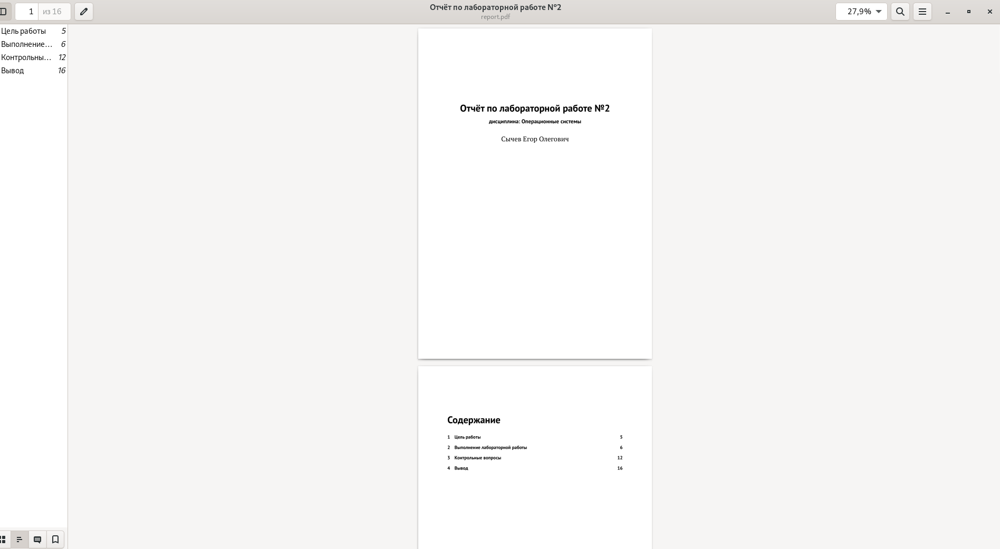 1 из 16
Отчёт по лабораторной работе №2
report.pdf
27,9%
Цель работы 5
Выполнение... 6
Контрольны... 12
Вывод 16
Отчёт по лабораторной работе №2
дисциплина: Операционные системы
Сычев Егор Олегович
Содержание
1 Цель работы 5
2 Выполнение лабораторной работы 6
3 Контрольные вопросы 12
4 Вывод 16